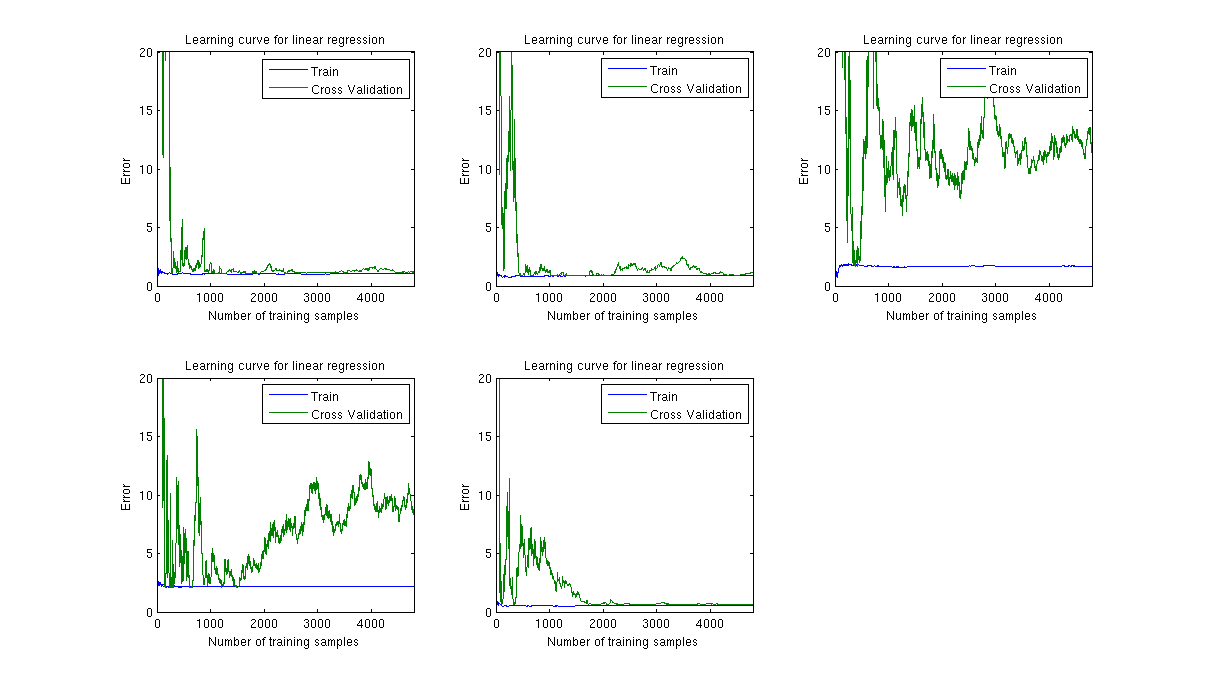 Learning curve for linear regression
20
15
10
5
0
Error
Train
Cross Validation
0 1000 2000 3000 4000
Number of training samples
Learning curve for linear regression
20
15
10
5
0
Error
Train
Cross Validation
0 1000 2000 3000 4000
Number of training samples
Learning curve for linear regression
20
15
10
5
0
Error
Train
Cross Validation
0 1000 2000 3000 4000
Number of training samples
Learning curve for linear regression
20
15
10
5
0
Error
Train
Cross Validation
0 1000 2000 3000 4000
Number of training samples
Learning curve for linear regression
20
15
10
5
0
Error
Train
Cross Validation
0 1000 2000 3000 4000
Number of training samples